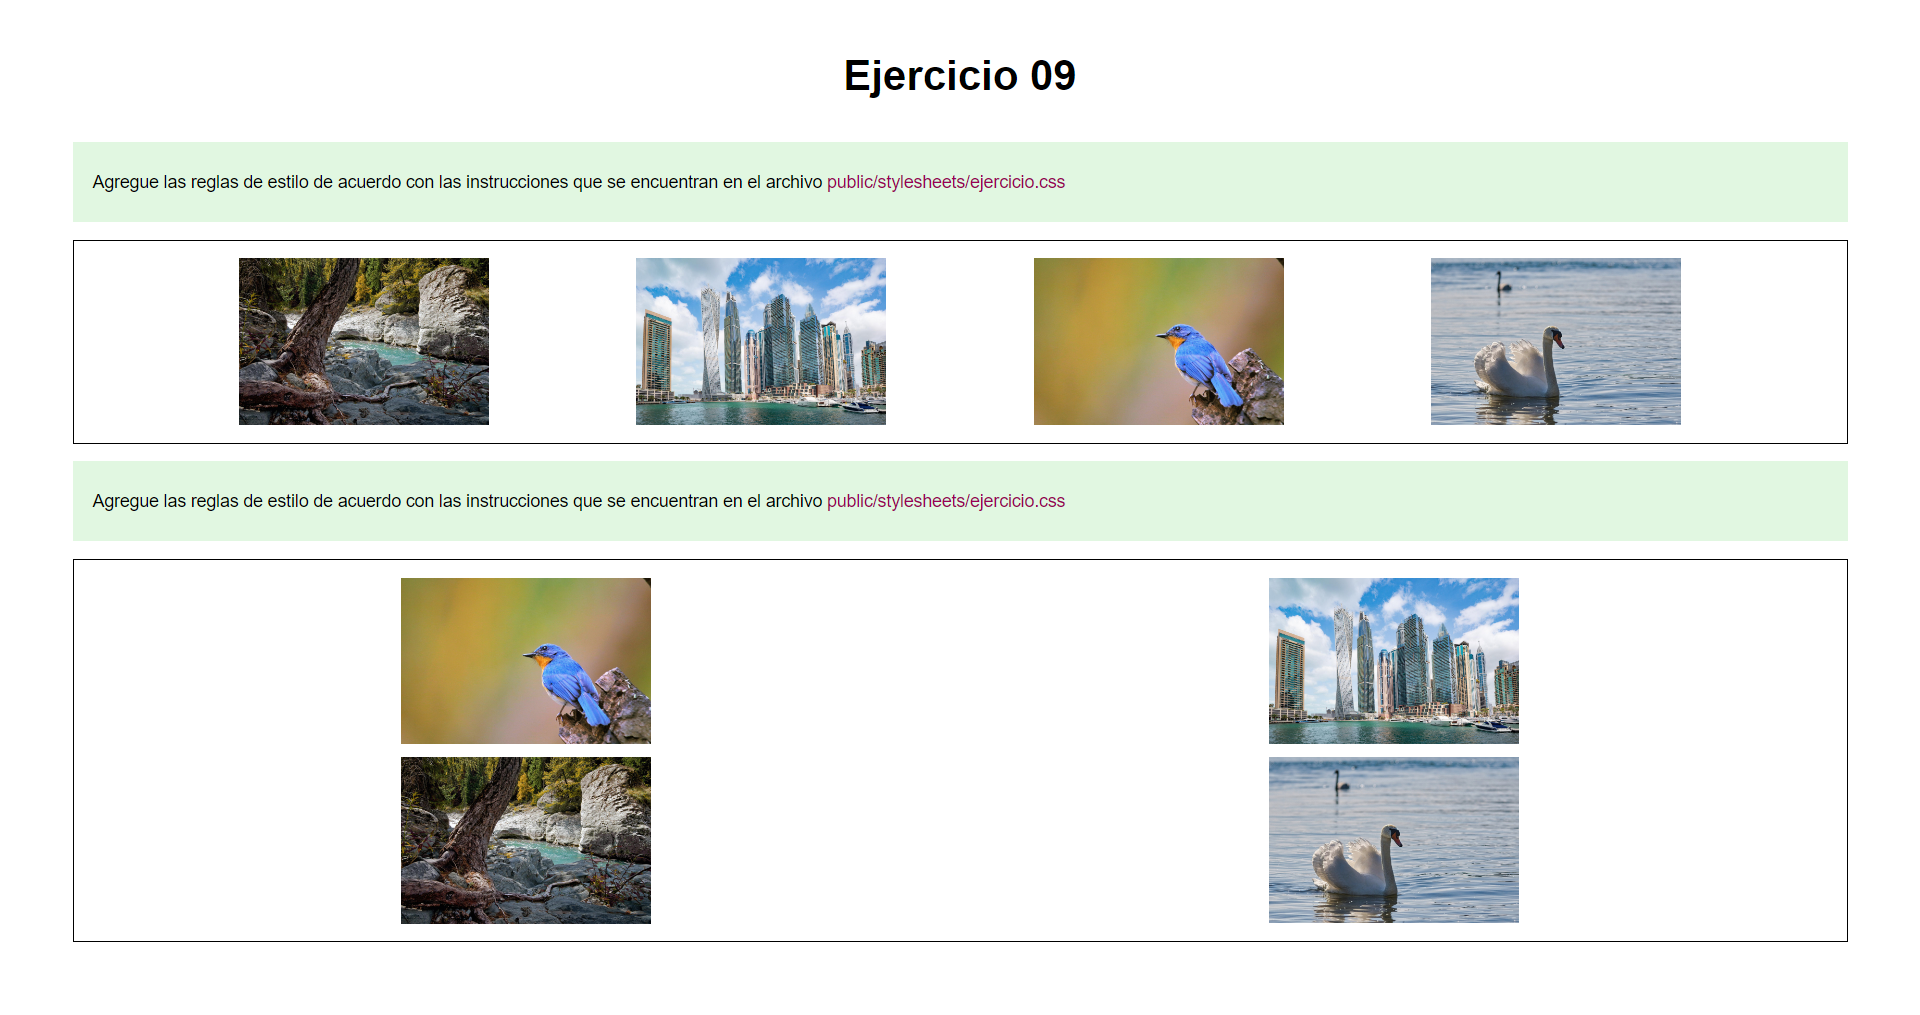 Ejercicio 09
Agregue las reglas de estilo de acuerdo con las instrucciones que se encuentran en el archivo public/stylesheets/ejercicio.css
Agregue las reglas de estilo de acuerdo con las instrucciones que se encuentran en el archivo public/stylesheets/ejercicio.css